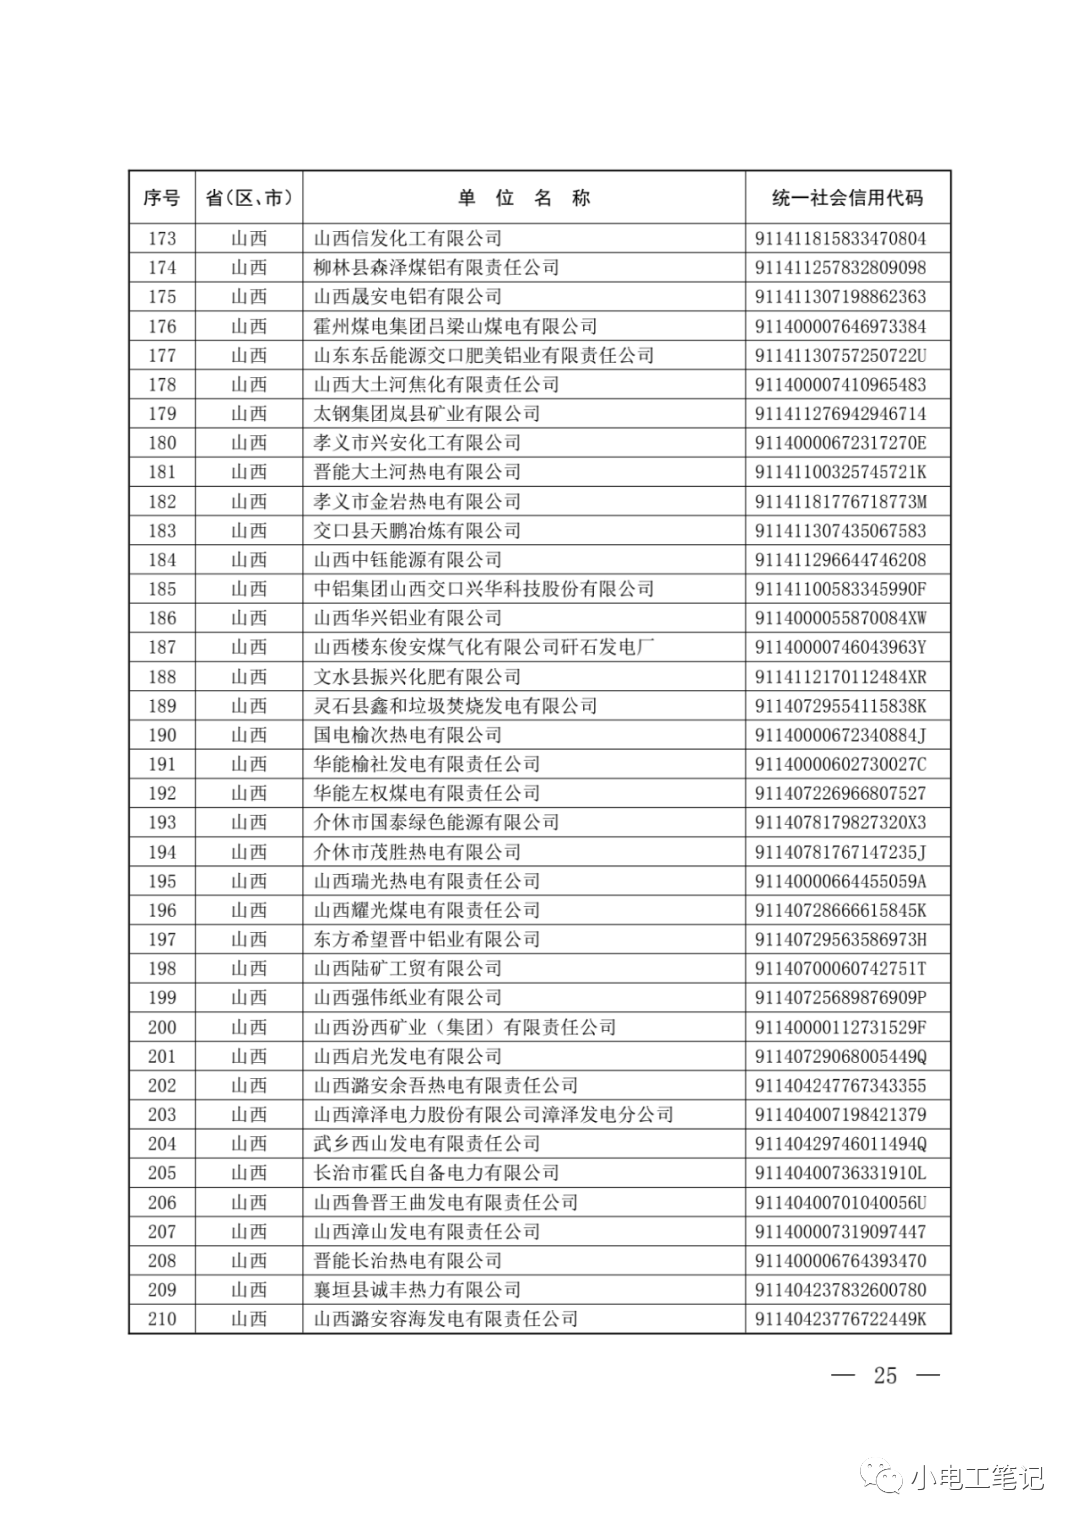 序号 省（区、市） 单 位 名 称 统一社会信用代码
173 山西 山西信发化工有限公司 911411815833470804
174 山西 柳林县森泽煤铝有限责任公司 911411257832809098
175 山西 山西晟安电铝有限公司 911411307198862363
176 山西 霍州煤电集团吕梁山煤电有限公司 911400007646973384
177 山西 山东东岳能源交口肥美铝业有限责任公司 91141130757250722U
178 山西 山西大土河焦化有限责任公司 911400007410965483
179 山西 太钢集团岚县矿业有限公司 911411276942946714
180 山西 孝义市兴安化工有限公司 91140000672317270E
181 山西 晋能大土河热电有限公司 91141100325745721K
182 山西 孝义市金岩热电有限公司 91141181776718773M
183 山西 交口县天鹏冶炼有限公司 911411307435067583
184 山西 山西中钰能源有限公司 911411296644746208
185 山西 中铝集团山西交口兴华科技股份有限公司 91141100583345990F
186 山西 山西华兴铝业有限公司 9114000055870084XW
187 山西 山西楼东俊安煤气化有限公司矸石发电厂 91140000746043963Y
188 山西 文水县振兴化肥有限公司 9114112170112484XR
189 山西 灵石县鑫和垃圾焚烧发电有限公司 91140729554115838K
190 山西 国电榆次热电有限公司 91140000672340884J
191 山西 华能榆社发电有限责任公司 91140000602730027C
192 山西 华能左权煤电有限责任公司 911407226966807527
193 山西 介休市国泰绿色能源有限公司 9114078179827320X3
194 山西 介休市茂胜热电有限公司 91140781767147235J
195 山西 山西瑞光热电有限责任公司 91140000664455059A
196 山西 山西耀光煤电有限责任公司 91140728666615845K
197 山西 东方希望晋中铝业有限公司 91140729563586973H
198 山西 山西陆矿工贸有限公司 91140700060742751T
199 山西 山西强伟纸业有限公司 91140725689876909P
200 山西 山西汾西矿业（集团）有限责任公司 91140000112731529F
201 山西 山西启光发电有限公司 91140729068005449Q
202 山西 山西潞安余吾热电有限责任公司 911404247767343355
203 山西 山西漳泽电力股份有限公司漳泽发电分公司 911404007198421379
204 山西 武乡西山发电有限责任公司 91140429746011494Q
205 山西 长治市霍氏自备电力有限公司 91140400736331910L
206 山西 山西鲁晋王曲发电有限责任公司 91140400701040056U
207 山西 山西漳山发电有限责任公司 911400007319097447
208 山西 晋能长治热电有限公司 911400006764393470
209 山西 襄垣县诚丰热力有限公司 911404237832600780
210 山西 山西潞安容海发电有限责任公司 91140423776722449K
— 25 —
小电工笔记